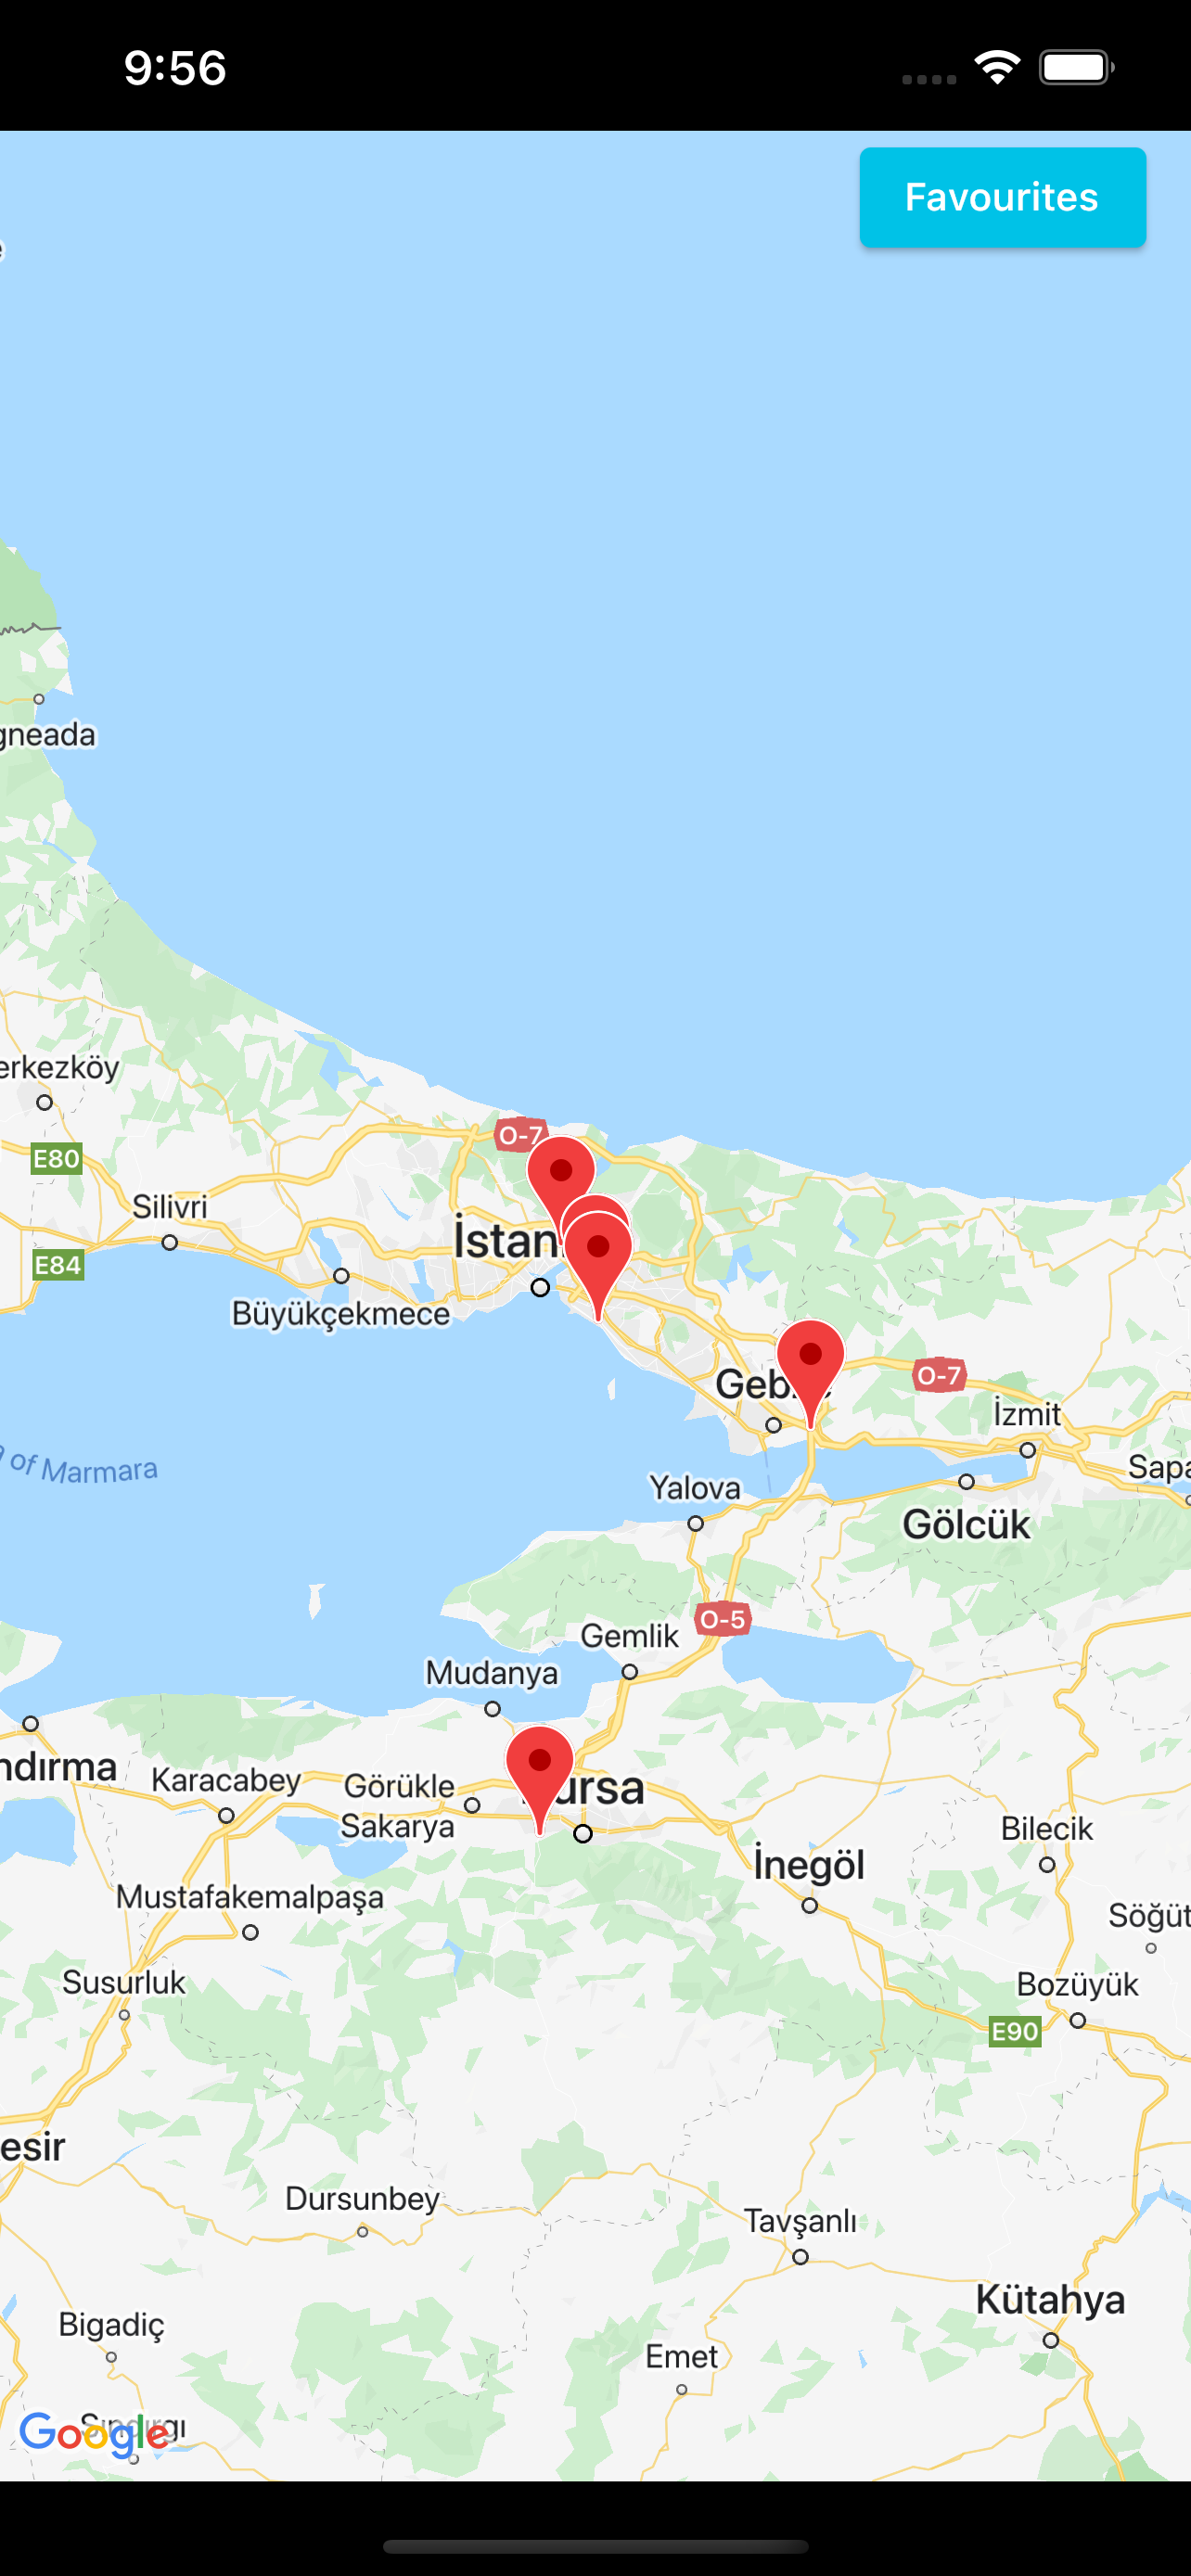 9:56
Favourites
gneada
erkezköy
O-7
E80
Silivri
İstan
E84
Büyükçekmece
Geb
O-7
İzmit
of Marmara
Sapa
Yalova
Gölcük
O-5
Gemlik
Mudanya
ndırma
Karacabey
Görükle
Sakarya
ursa
Bilecik
İnegöl
Mustafakemalpaşa
Söğüt
Susurluk
Bozüyük
E90
esir
Dursunbey
Tavşanlı
Kütahya
Bigadiç
Emet
Sındırgı
Google